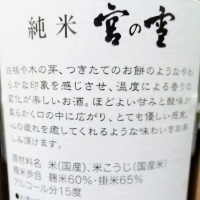 純米 宮の雪
白桃や木の芽、つきたてのお餅のようなやわ
らかな印象を感じさせ、温度による香りの
変化が楽しいお酒。ほどよい甘みと酸味が
柔らかく口の中に広がり、とても優しい感覚。
心の疲れを癒してくれるような味わいをお楽
しみ頂けます。
原材料名 米(国産)、米こうじ(国産米)
精米歩合 麹米60%・掛米65%
アルコール分15度